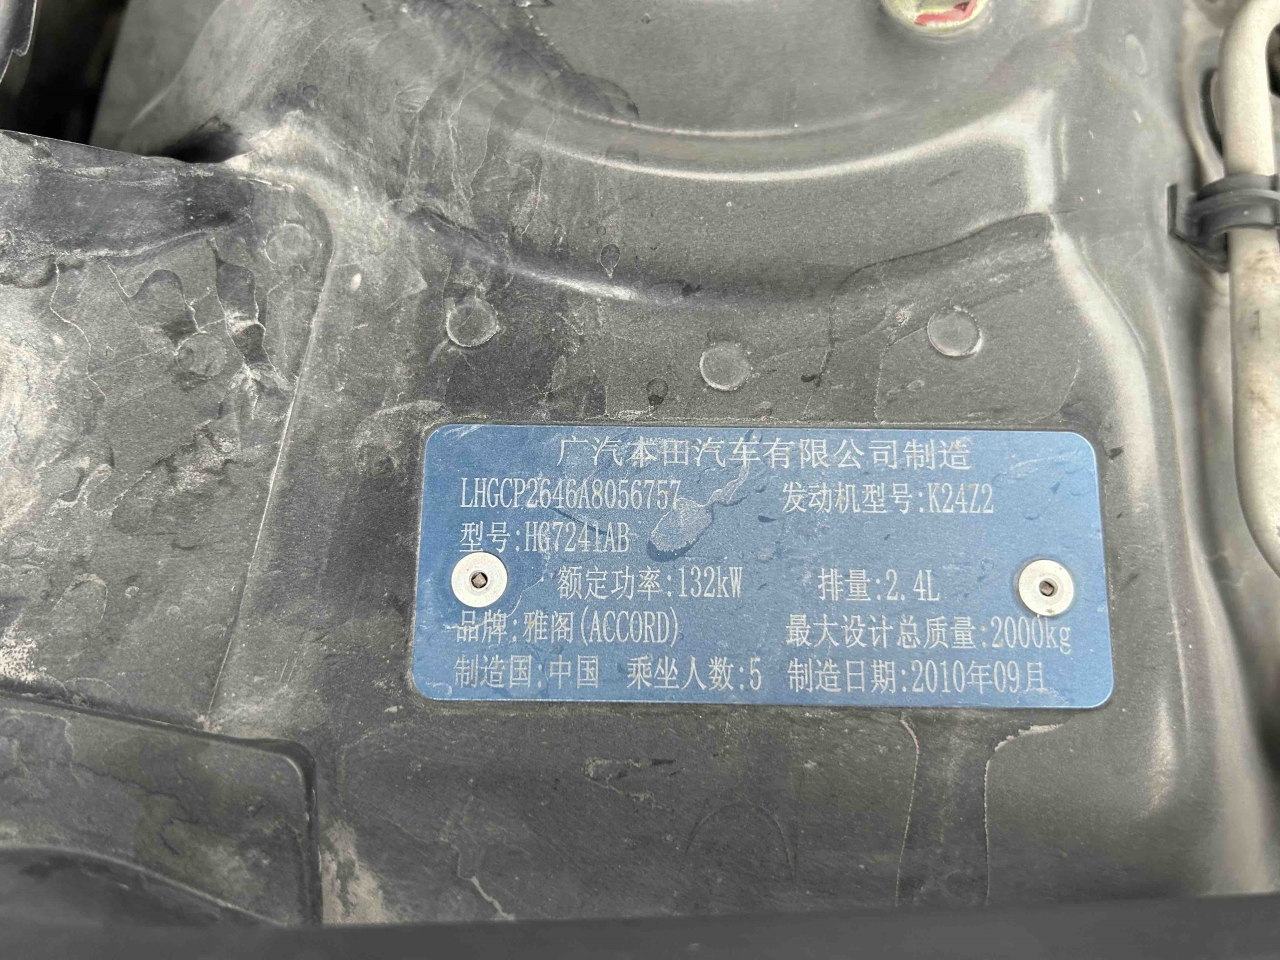 广汽本田汽车有限公司制造
LHGCP2646A8056757 发动机型号:K24Z2
型号:HG7241AB
额定功率:132kW 排量:2.4L
品牌:雅阁(ACCORD) 最大设计总质量:2000kg
制造国:中国 乘坐人数:5 制造日期:2010年09月